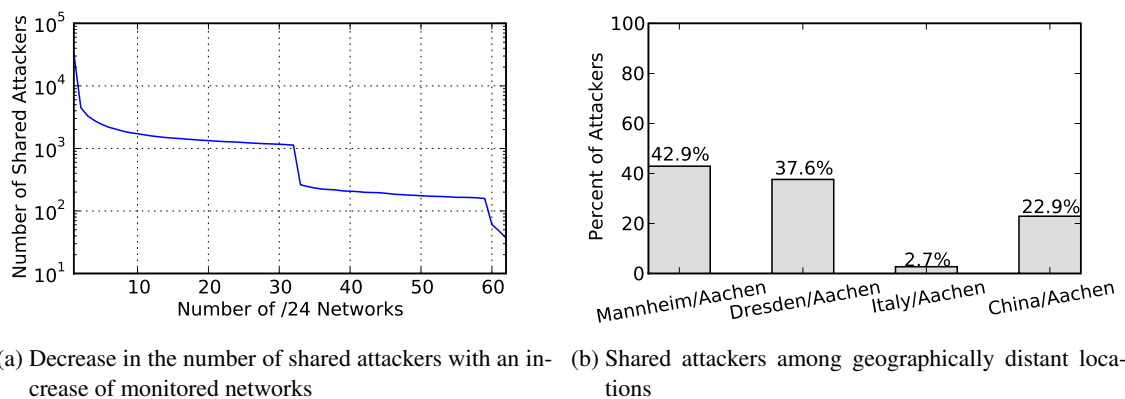 10^5
10^4
10^3
10^2
10^1
Number of Shared Attackers
10 20 30 40 50 60
Number of /24 Networks
100
80
60
40
20
0
Percent of Attackers
42.9%
37.6%
2.7%
22.9%
Mannheim/Aachen
Dresden/Aachen
Italy/Aachen
China/Aachen
a) Decrease in the number of shared attackers with an in-
crease of monitored networks
(b) Shared attackers among geographically distant loca-
tions